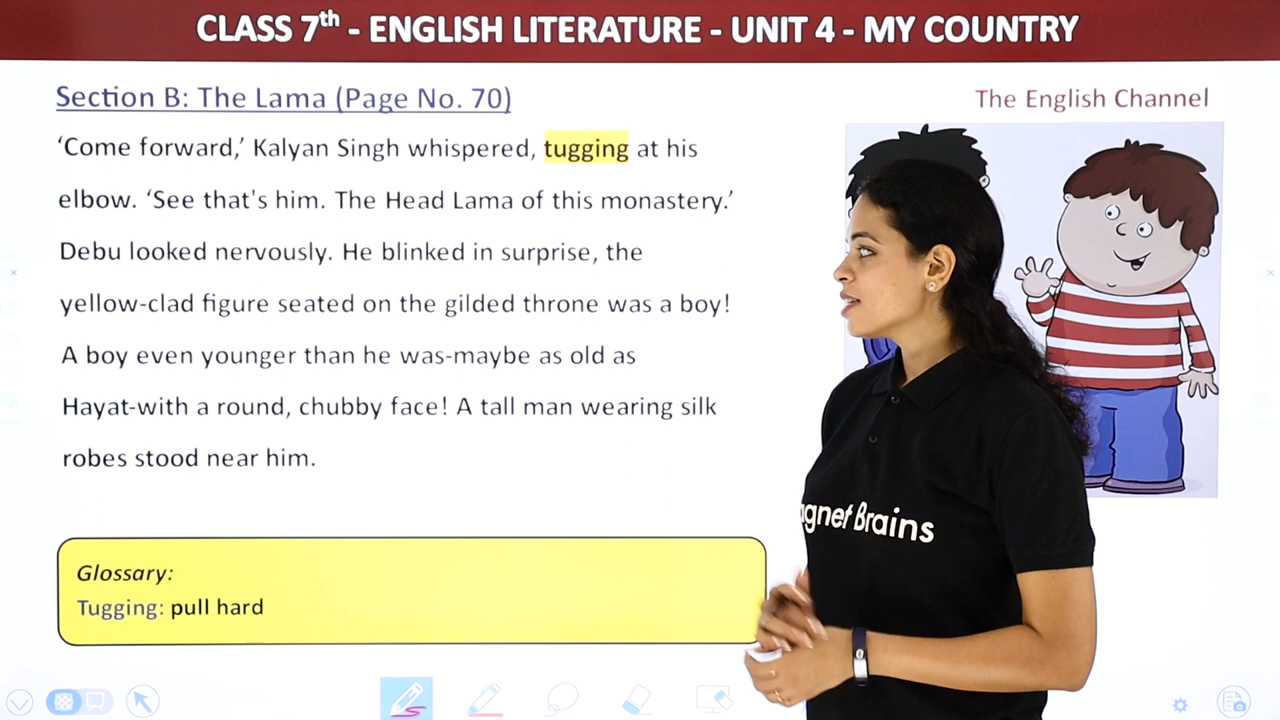 CLASS 7th - ENGLISH LITERATURE - UNIT 4 - MY COUNTRY
Section B: The Lama (Page No. 70)
The English Channel
‘Come forward,’ Kalyan Singh whispered, tugging at his
elbow. ‘See that's him. The Head Lama of this monastery.’
Debu looked nervously. He blinked in surprise, the
yellow-clad figure seated on the gilded throne was a boy!
A boy even younger than he was-maybe as old as
Hayat-with a round, chubby face! A tall man wearing silk
robes stood near him.
Glossary:
Tugging: pull hard
Brains